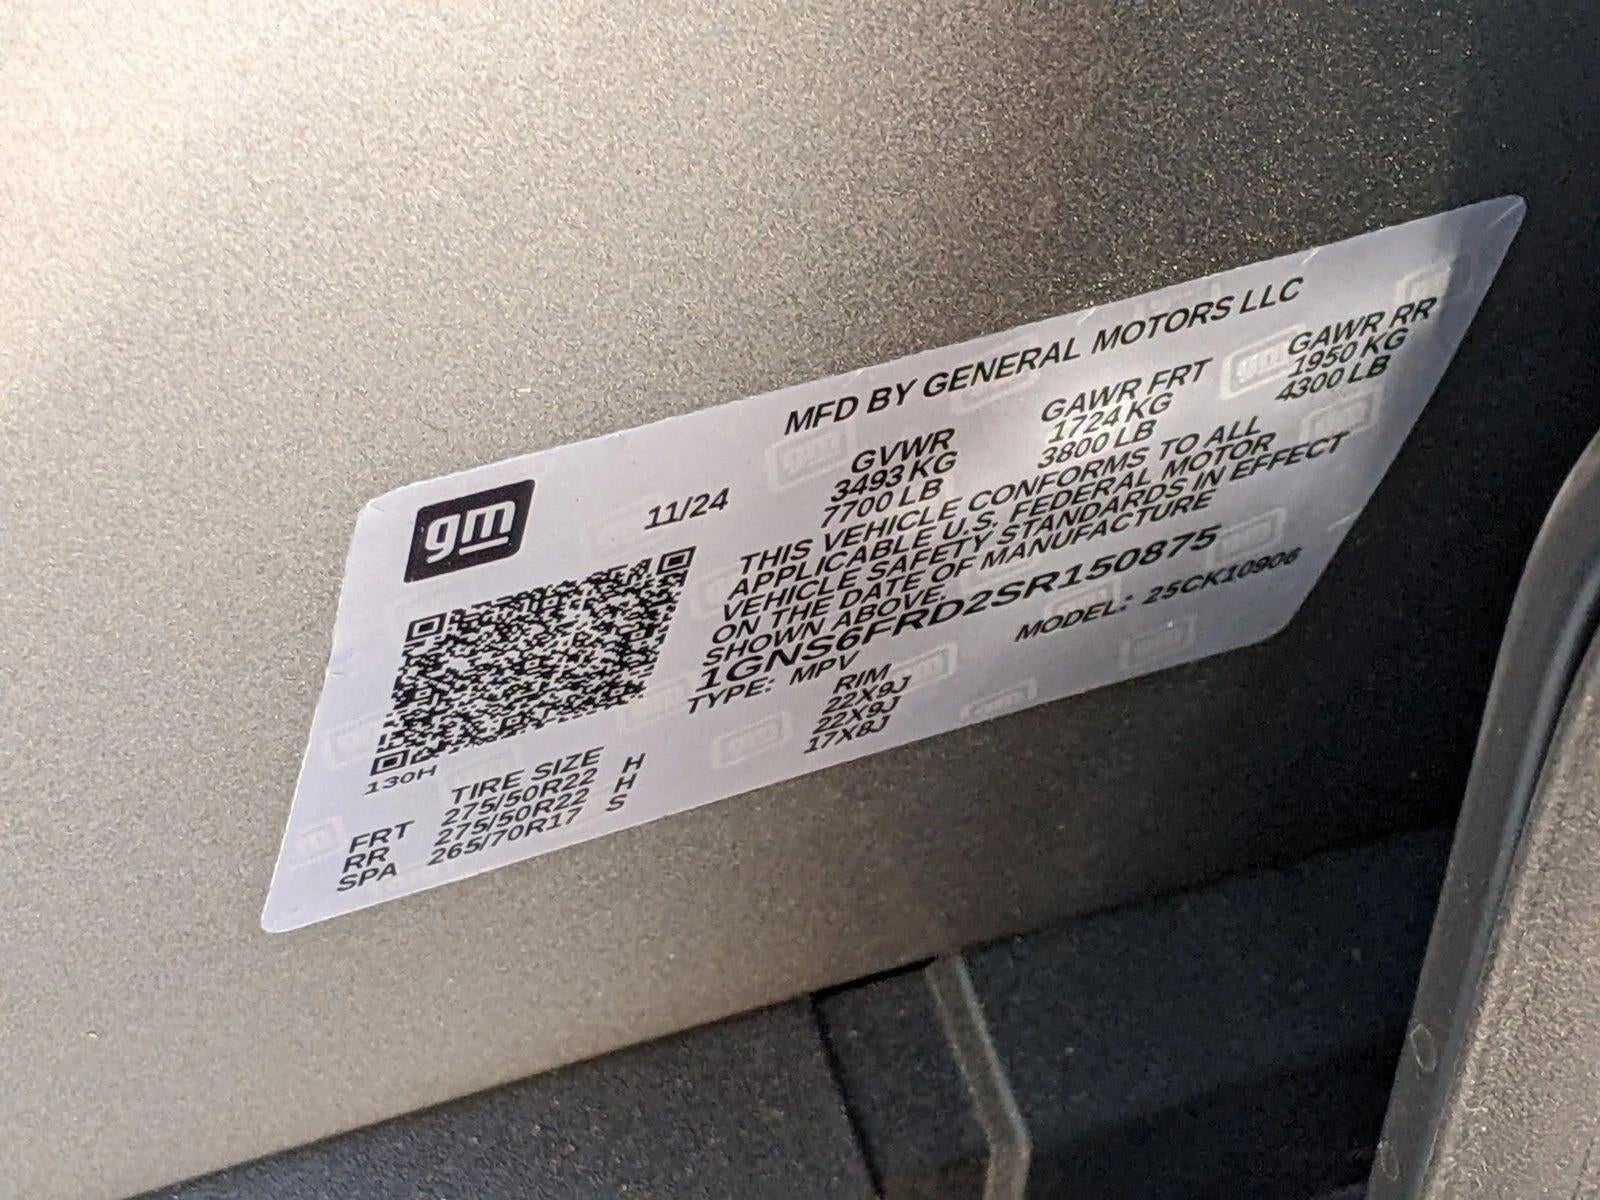 gm
11/24
MFD BY GENERAL MOTORS LLC
GVWR GAWR FRT GAWR RR
3493 KG 1724 KG 1950 KG
7700 LB 3800 LB 4300 LB
THIS VEHICLE CONFORMS TO ALL
APPLICABLE U.S. FEDERAL MOTOR
VEHICLE SAFETY STANDARDS IN EFFECT
ON THE DATE OF MANUFACTURE
SHOWN ABOVE.
1GNS6FRD2SR150875
TYPE: MPV MODEL: 25CK10906
130H
TIRE SIZE RIM
FRT 275/50R22 H 22X9J
RR 275/50R22 H 22X9J
SPA 265/70R17 S 17X8J